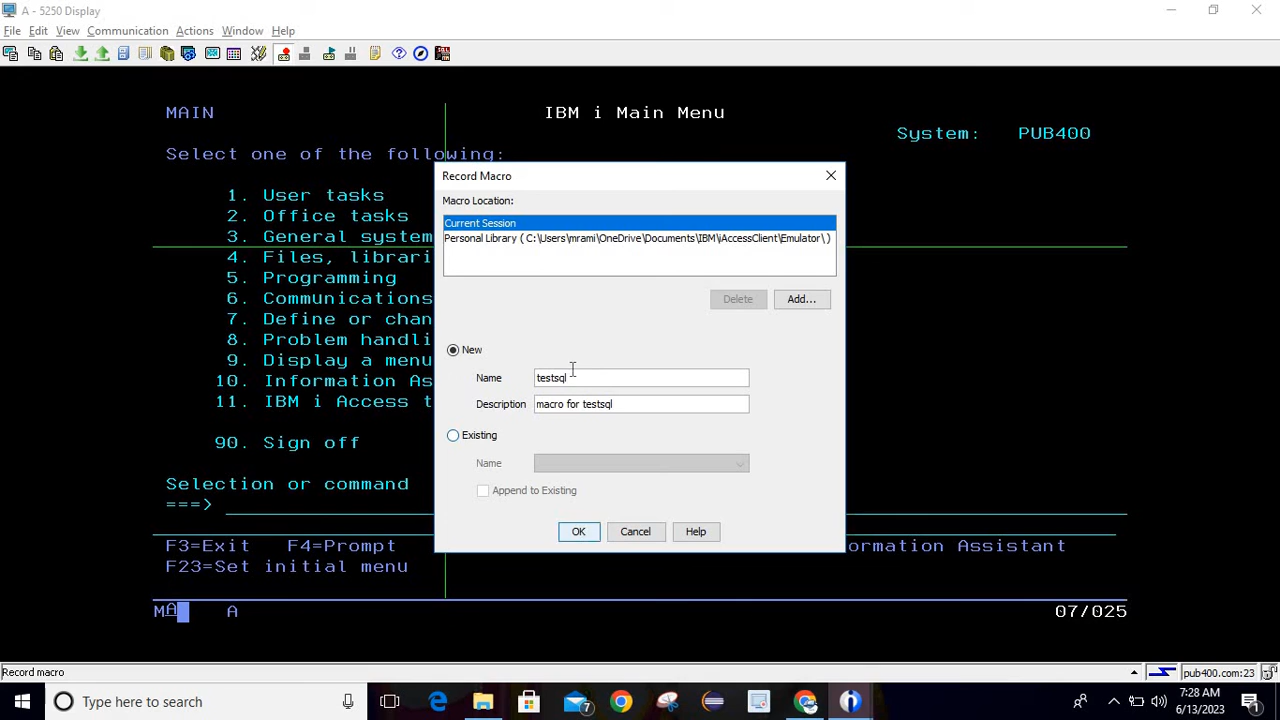 A - 5250 Display
File Edit View Communication Actions Window Help
MAIN IBM i Main Menu
System: PUB400
Select one of the following:
1. User tasks
2. Office tasks
3. General system
4. Files, librari
5. Programming
6. Communications
7. Define or chan
8. Problem handli
9. Display a menu
10. Information As
11. IBM i Access t
90. Sign off
Selection or command
===>
F3=Exit F4=Prompt ormation Assistant
F23=Set initial menu
MA A 07/025
Record Macro
Macro Location:
Current Session
Personal Library ( C:\Users\mrami\OneDrive\Documents\IBM\iAccessClient\Emulator\ )
Delete Add...
New
Name testsql
Description macro for testsql
Existing
Name
Append to Existing
OK Cancel Help
Record macro pub400.com:23
Type here to search 7 7:28 AM
6/13/2023 1